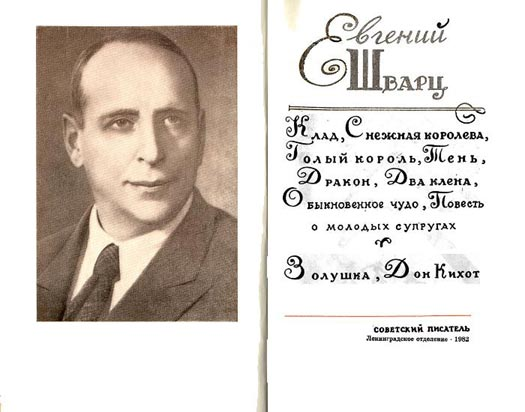 Евгений
Шварц
Клад, Снежная королева,
Голый король, Тень,
Дракон, Два клена,
Обыкновенное чудо, Повесть
о молодых супругах
Золушка, Дон Кихот
СОВЕТСКИЙ ПИСАТЕЛЬ
Ленинградское отделение · 1982